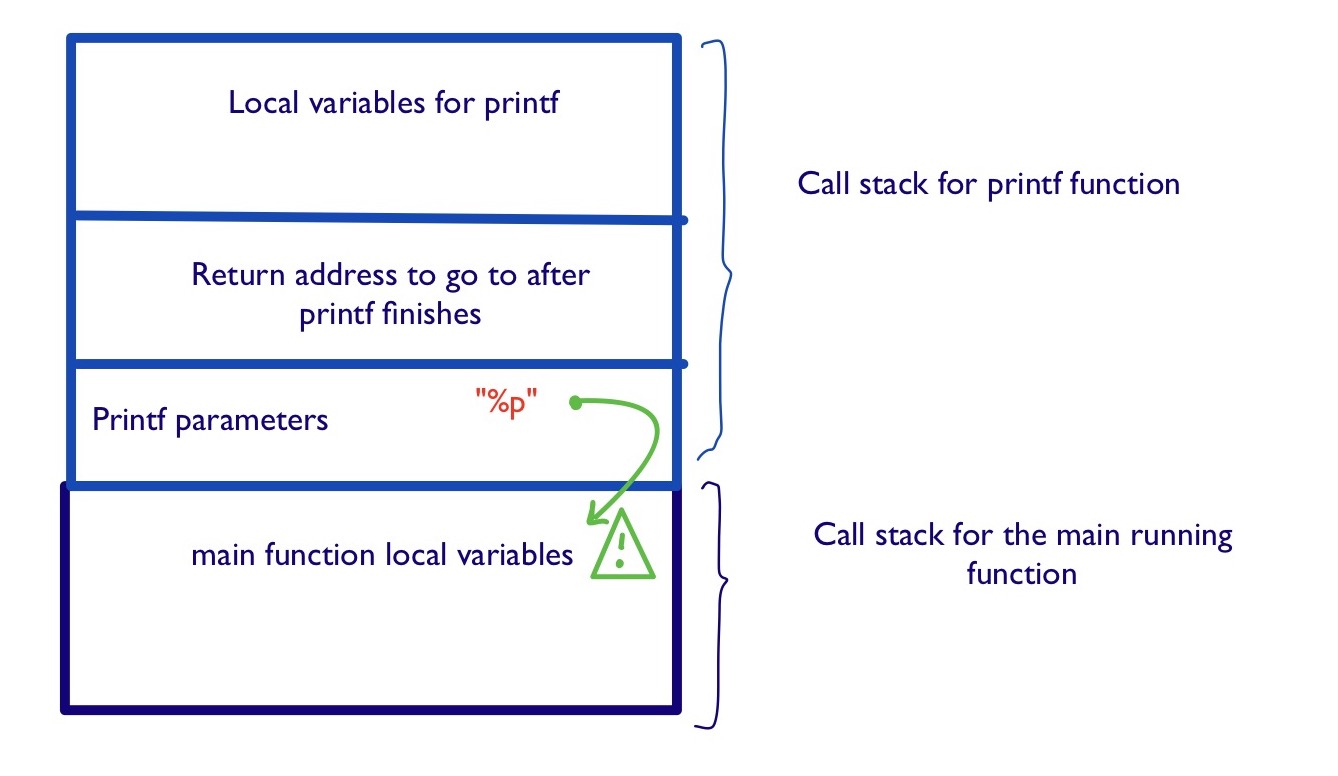 Local variables for printf
Call stack for printf function
Return address to go to after
printf finishes
Printf parameters
"%p"
main function local variables
!
Call stack for the main running
function